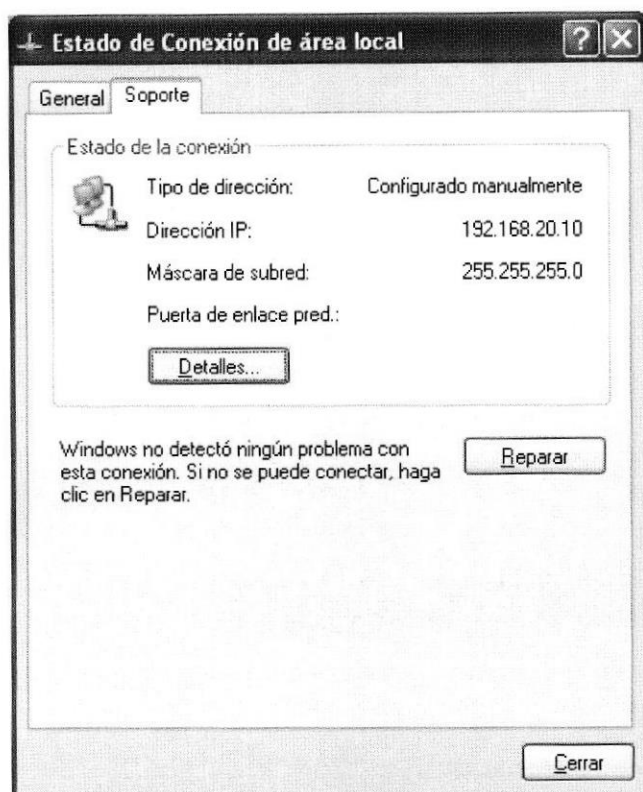 Estado de Conexión de área local
General Soporte
Estado de la conexión
Tipo de dirección: Configurado manualmente
Dirección IP: 192.168.20.10
Máscara de subred: 255.255.255.0
Puerta de enlace pred.:
Detalles...
Windows no detectó ningún problema con
esta conexión. Si no se puede conectar, haga
clic en Reparar.
Reparar
Cerrar